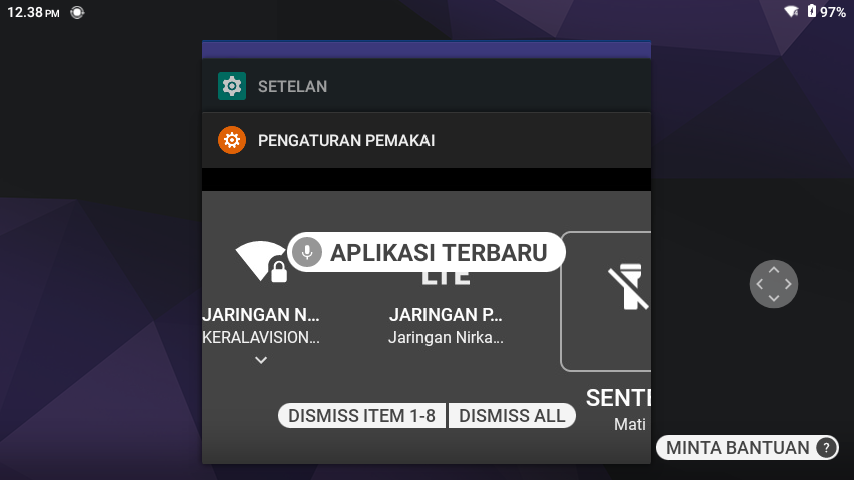 12.38 PM
97%
SETELAN
PENGATURAN PEMAKAI
APLIKASI TERBARU
LTE
JARINGAN N...
JARINGAN P...
KERALAVISION...
Jaringan Nirka...
SENTE
Mati
DISMISS ITEM 1-8
DISMISS ALL
MINTA BANTUAN ?